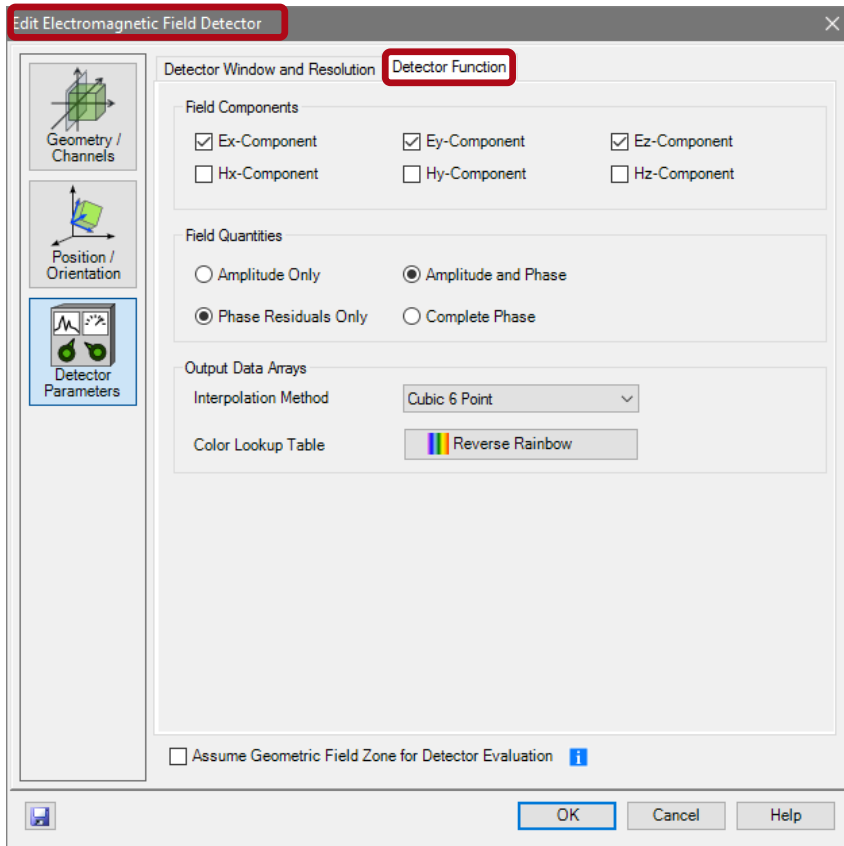 Edit Electromagnetic Field Detector
Geometry /
Channels
Position /
Orientation
Detector
Parameters
Detector Window and Resolution Detector Function
Field Components
Ex-Component Ey-Component Ez-Component
Hx-Component Hy-Component Hz-Component
Field Quantities
Amplitude Only Amplitude and Phase
Phase Residuals Only Complete Phase
Output Data Arrays
Interpolation Method Cubic 6 Point
Color Lookup Table Reverse Rainbow
Assume Geometric Field Zone for Detector Evaluation i
OK Cancel Help